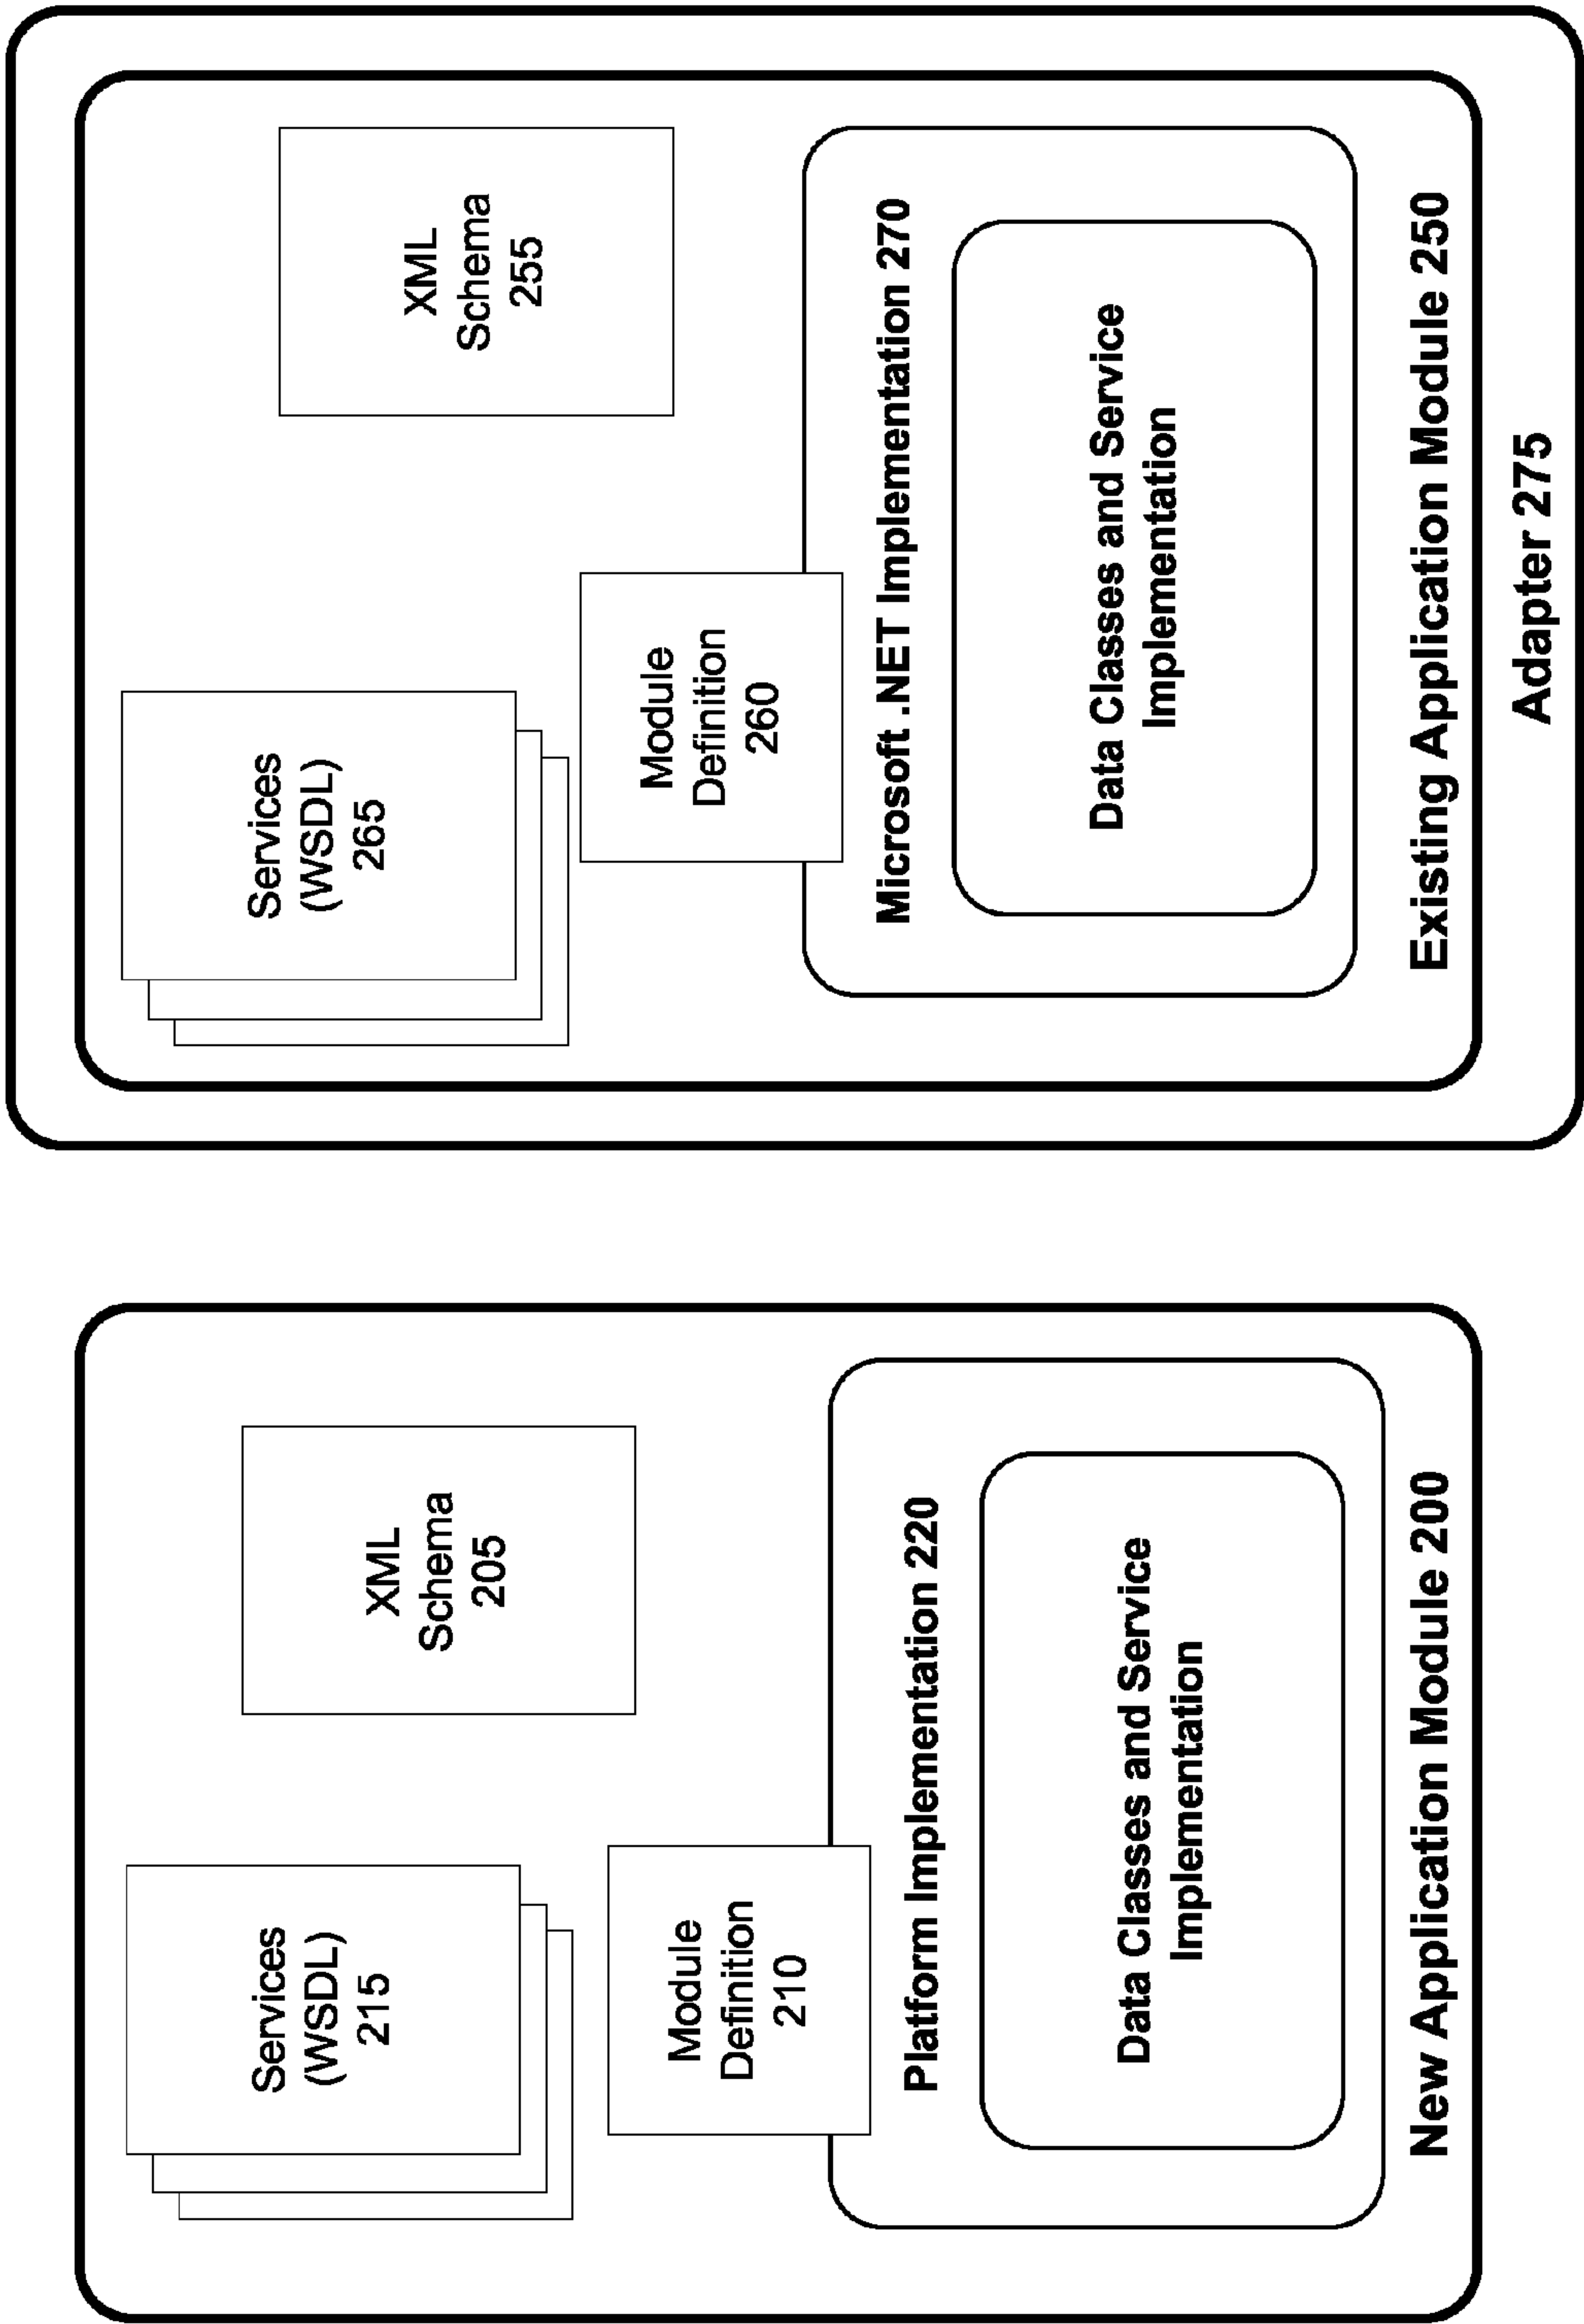 Services
(WSDL)
215
XML
Schema
205
Module
Definition
210
Platform Implementation 220
Data Classes and Service
Implementation
New Application Module 200
Services
(WSDL)
265
XML
Schema
255
Module
Definition
260
Microsoft .NET Implementation 270
Data Classes and Service
Implementation
Existing Application Module 250
Adapter 275